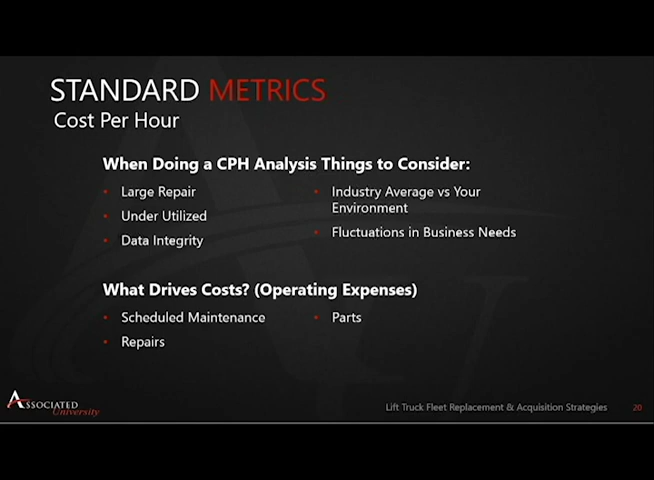 STANDARD METRICS
Cost Per Hour
When Doing a CPH Analysis Things to Consider:
• Large Repair
• Under Utilized
• Data Integrity
• Industry Average vs Your
Environment
• Fluctuations in Business Needs
What Drives Costs? (Operating Expenses)
• Scheduled Maintenance
• Repairs
• Parts
ASSOCIATED
University
Lift Truck Fleet Replacement & Acquisition Strategies 20